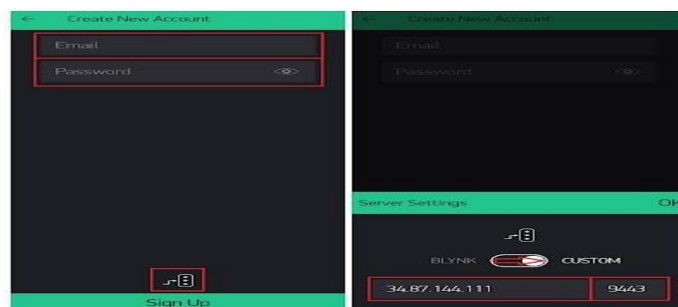 Create New Account
Email
Password
Sign Up
Create New Account
Email
Password
Server Settings OK
BLYNK CUSTOM
34.87.144.111 9443